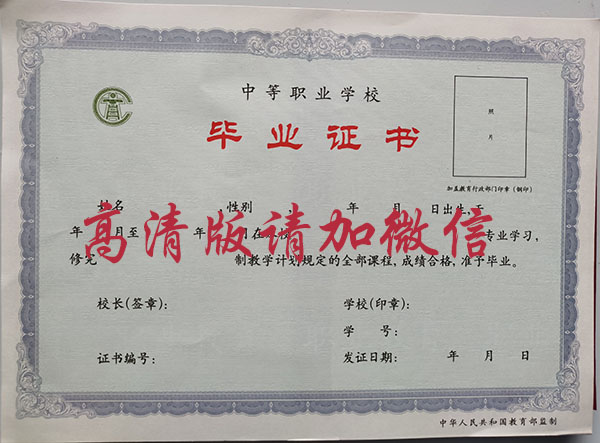 中等职业学校
毕业证书
照
片
加盖教育行政部门印章（钢印）
姓名 ,性别 , 年 月 日出生,于
年 月至 年 月在本校 专业学习,
高清版请加微信
修完 制教学计划规定的全部课程,成绩合格,准予毕业。
校长(签章): 学校(印章):
学 号:
证书编号: 发证日期: 年 月 日
中华人民共和国教育部监制